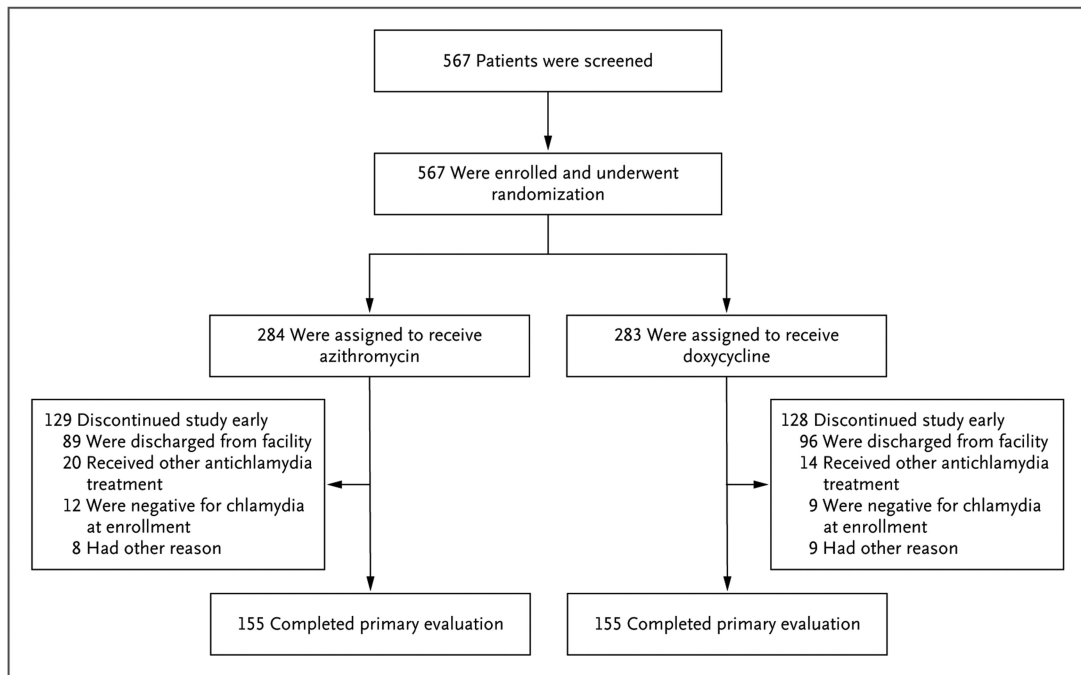 567 Patients were screened
567 Were enrolled and underwent
randomization
284 Were assigned to receive
azithromycin
283 Were assigned to receive
doxycycline
129 Discontinued study early
89 Were discharged from facility
20 Received other antichlamydia
treatment
12 Were negative for chlamydia
at enrollment
8 Had other reason
128 Discontinued study early
96 Were discharged from facility
14 Received other antichlamydia
treatment
9 Were negative for chlamydia
at enrollment
9 Had other reason
155 Completed primary evaluation
155 Completed primary evaluation